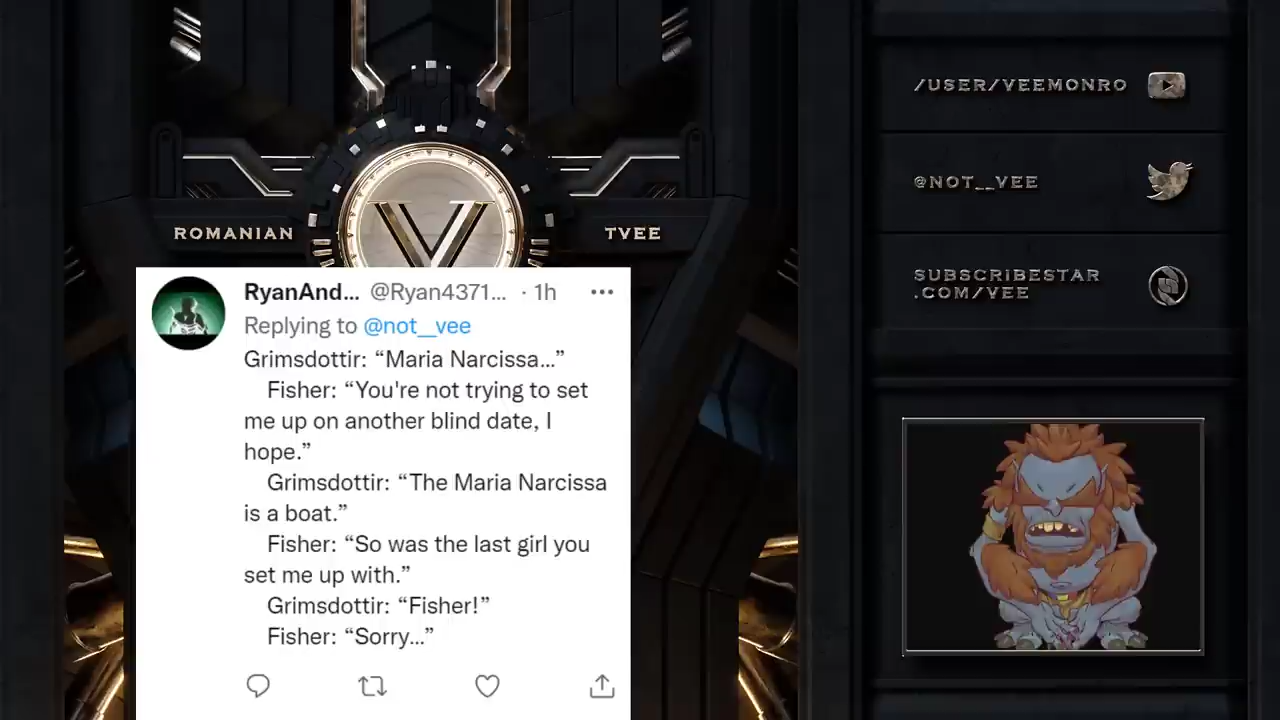 /USER/VEEMONRO
@NOT__VEE
SUBSCRIBESTAR
.COM/VEE
ROMANIAN
V
TVEE
RyanAnd... @Ryan4371... · 1h
Replying to @not__vee
Grimsdottir: “Maria Narcissa...”
Fisher: “You're not trying to set
me up on another blind date, I
hope.”
Grimsdottir: “The Maria Narcissa
is a boat.”
Fisher: “So was the last girl you
set me up with.”
Grimsdottir: “Fisher!”
Fisher: “Sorry...”